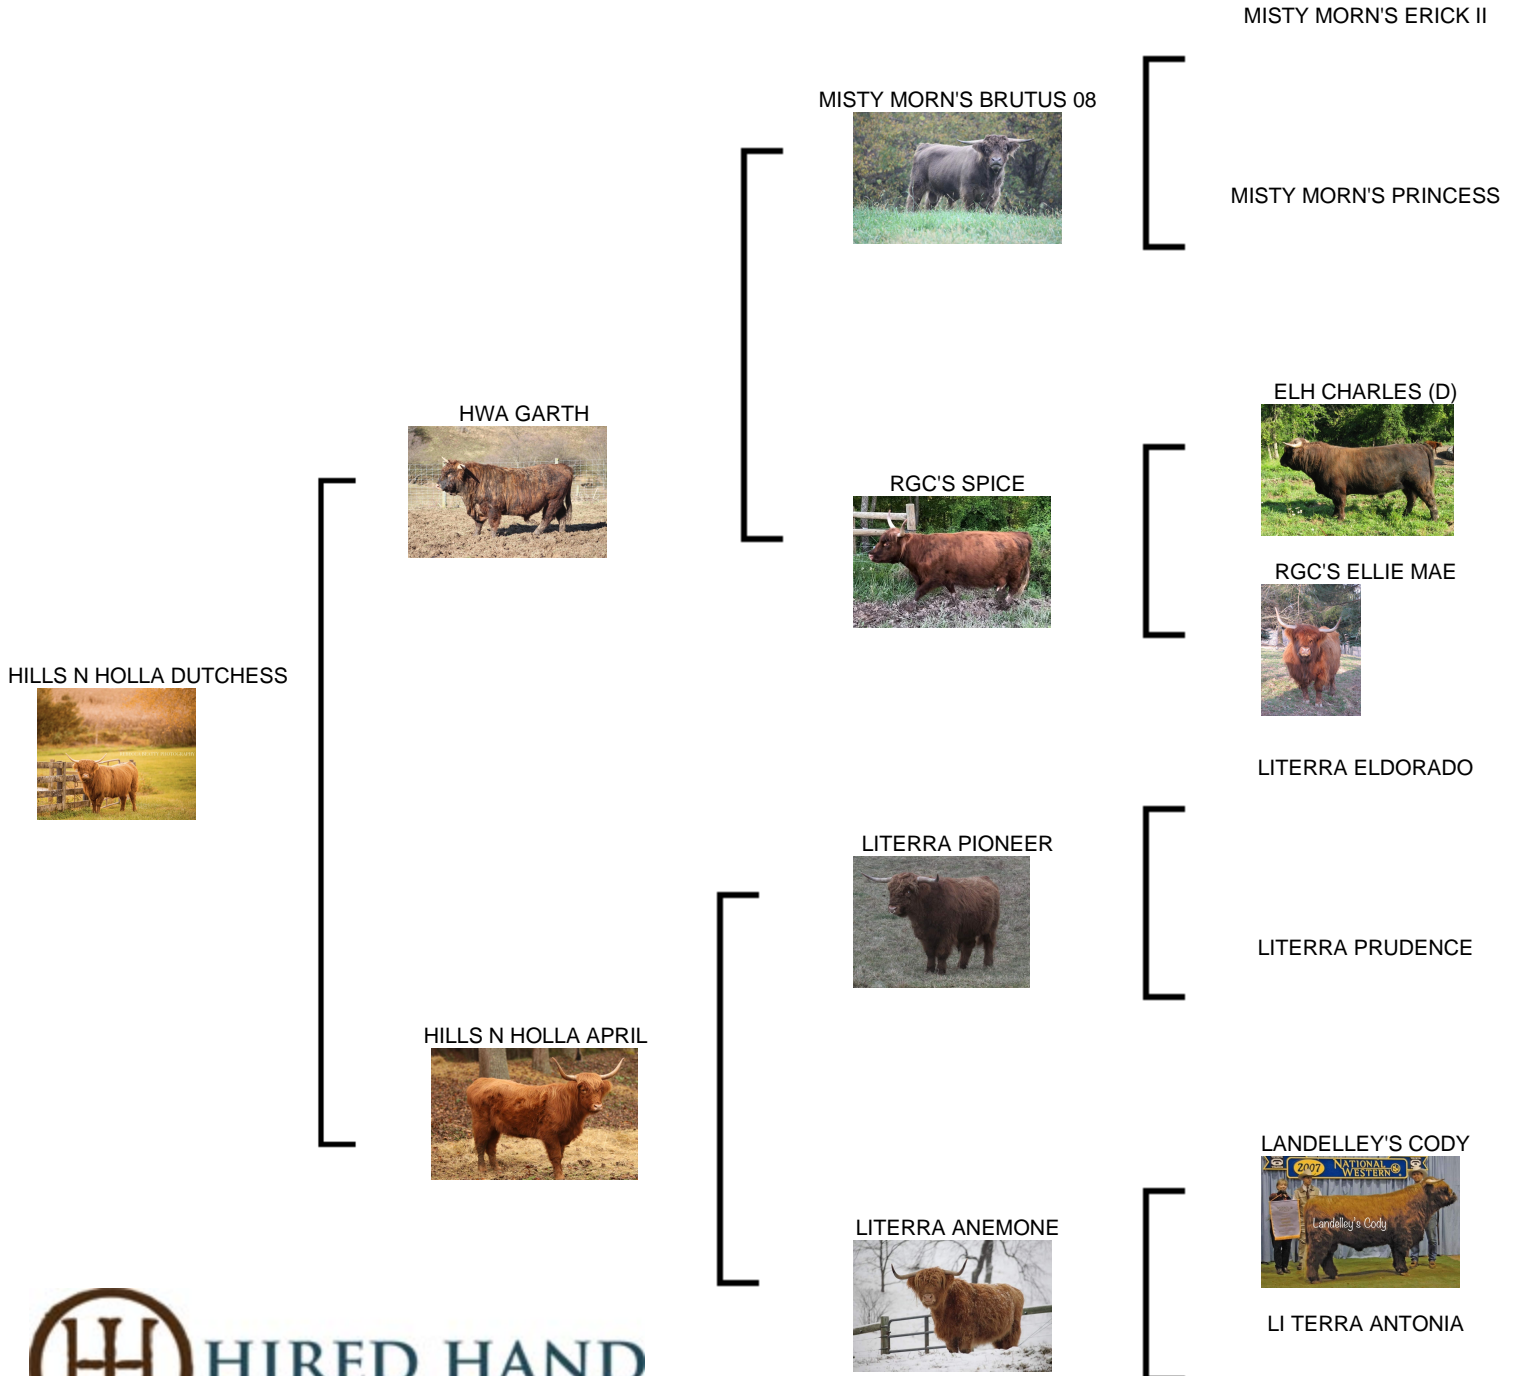 MISTY MORN'S ERICK II
MISTY MORN'S BRUTUS 08
MISTY MORN'S PRINCESS
HWA GARTH
ELH CHARLES (D)
RGC'S SPICE
RGC'S ELLIE MAE
HILLS N HOLLA DUTCHESS
LITERRA ELDORADO
LITERRA PIONEER
LITERRA PRUDENCE
HILLS N HOLLA APRIL
LANDELLEY'S CODY
2007 NATIONAL
WESTERN
Landelley's Cody
LITERRA ANEMONE
LI TERRA ANTONIA
HIRED HAND